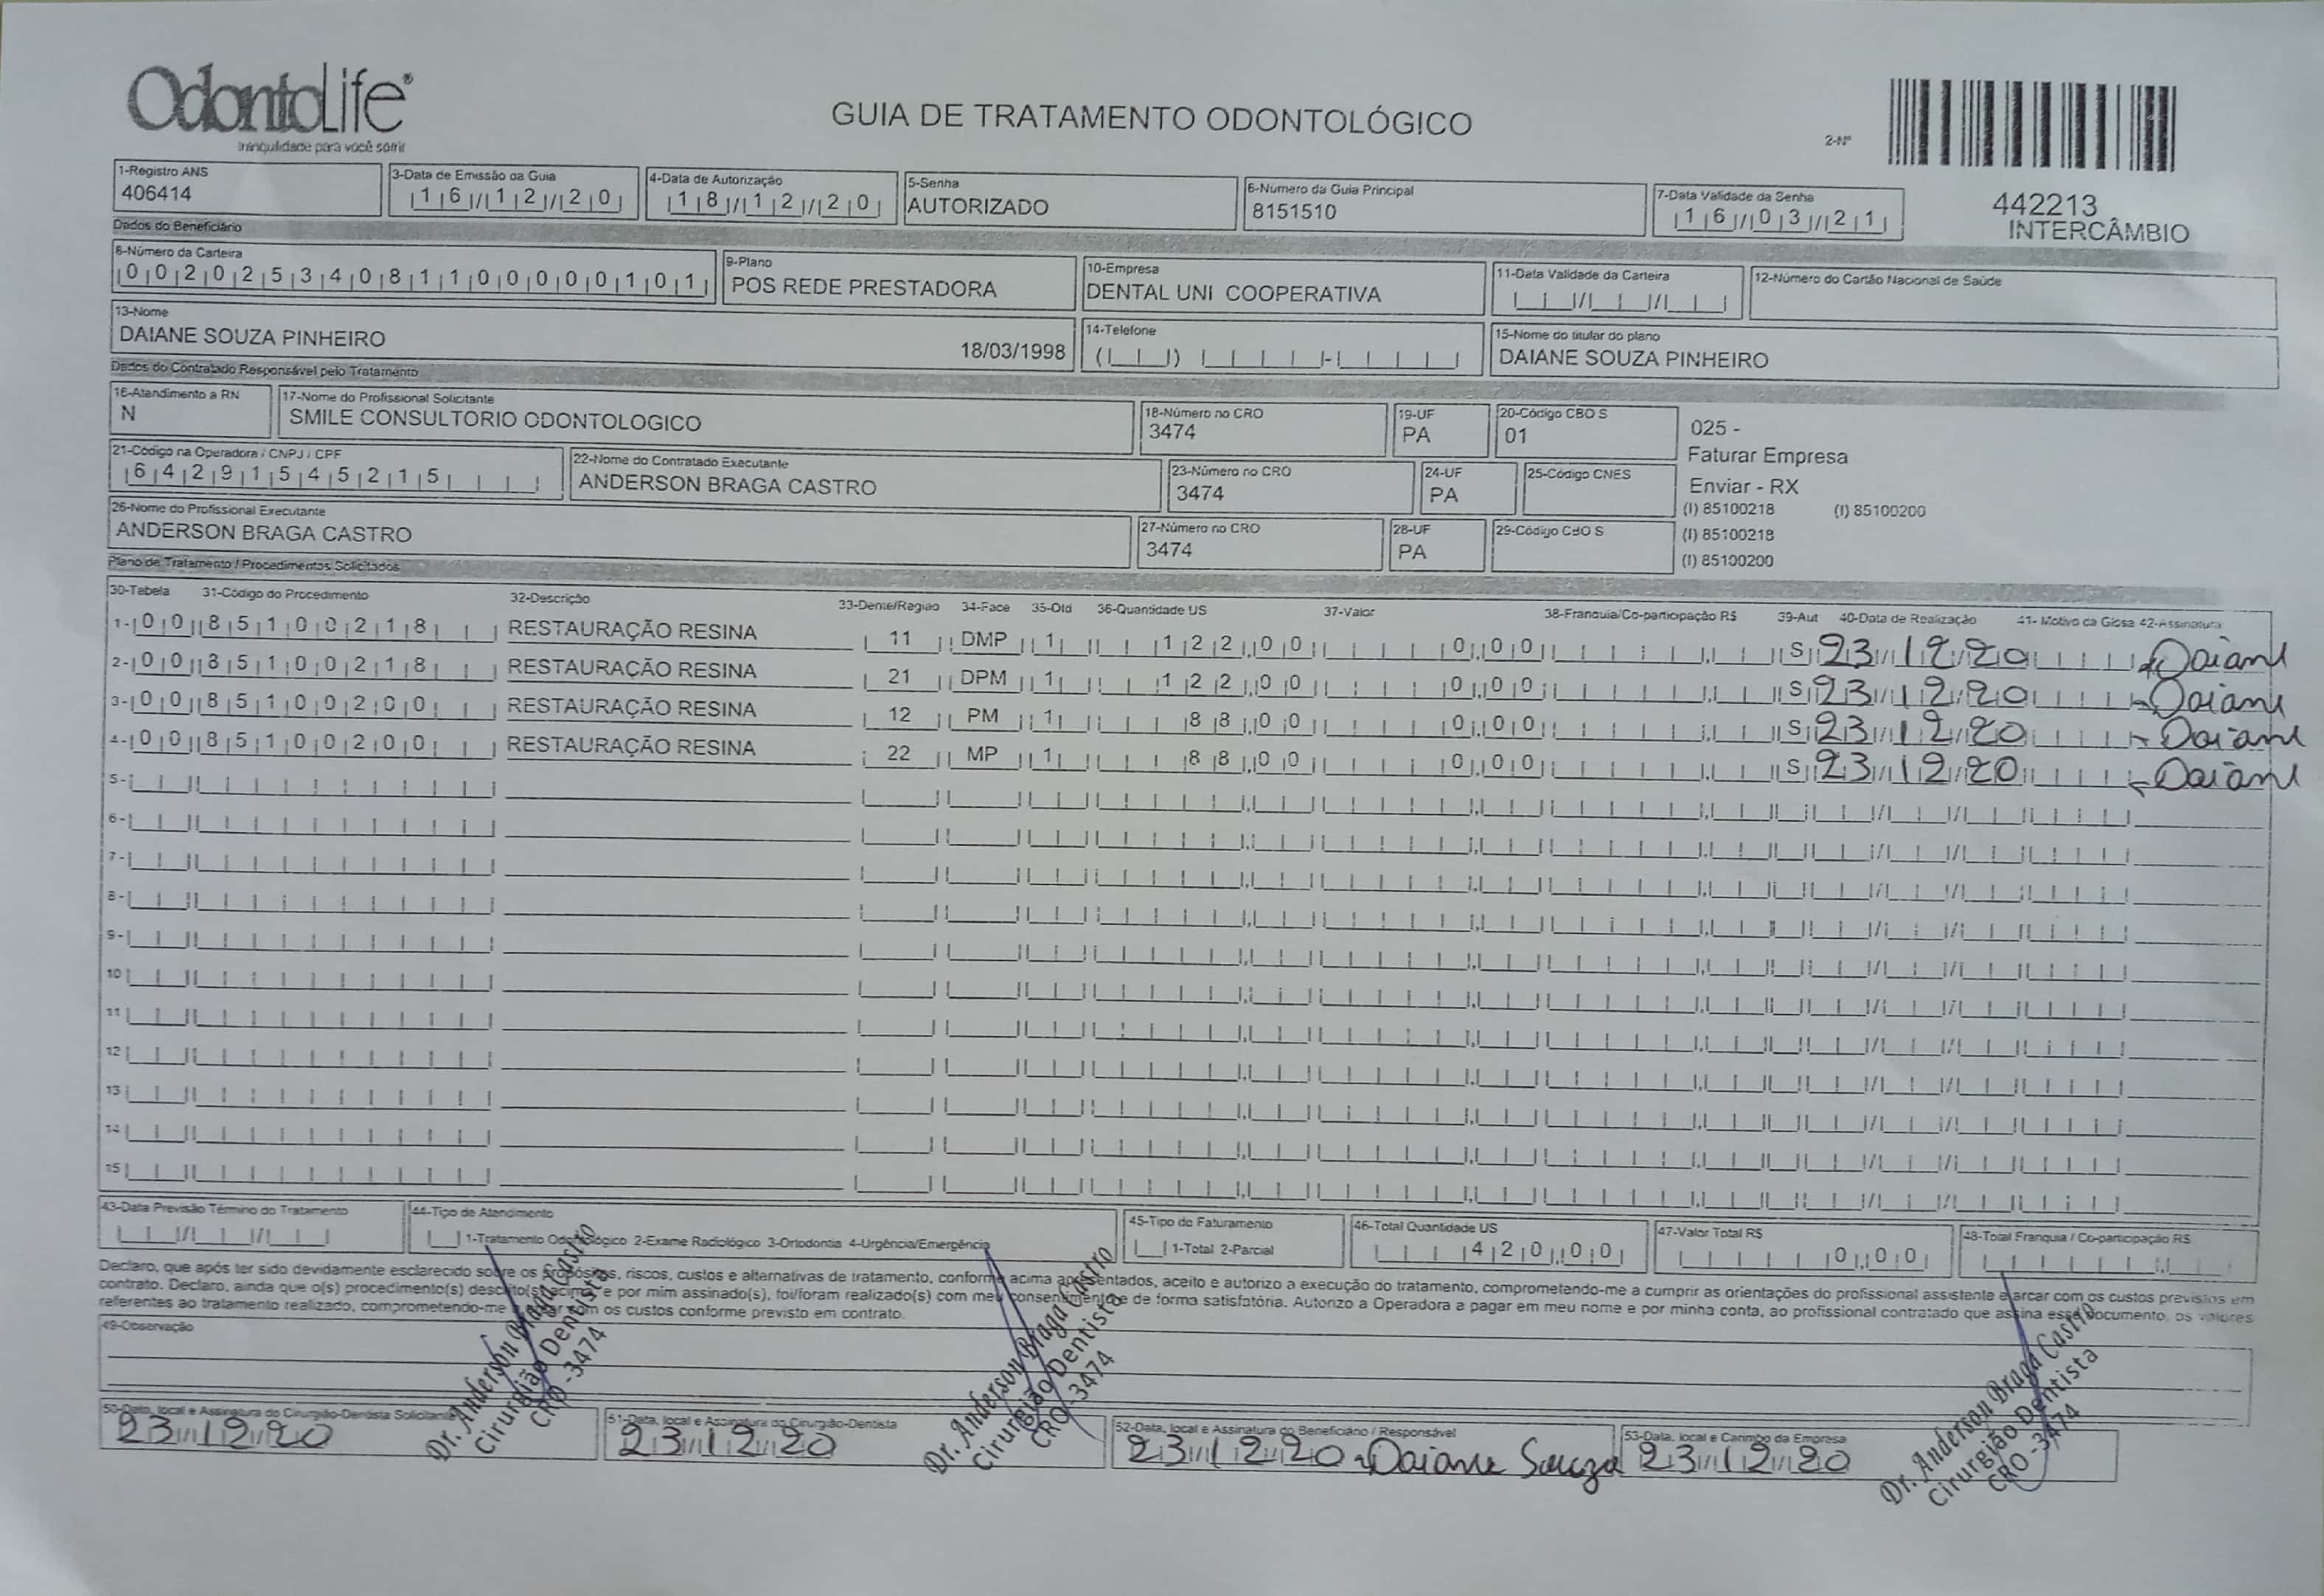 OdontoLife®
tranquilidade para você sorrir
GUIA DE TRATAMENTO ODONTOLÓGICO
2-Nº
442213
INTERCÂMBIO
1-Registro ANS
406414
3-Data de Emissão da Guia
16/12/20
4-Data de Autorização
18/12/20
5-Senha
AUTORIZADO
6-Numero da Guia Principal
8151510
7-Data Validade da Senha
16/03/21
Dados do Beneficiário
8-Número da Carteira
00202534081100000101
9-Plano
POS REDE PRESTADORA
10-Empresa
DENTAL UNI COOPERATIVA
11-Data Validade da Carteira
12-Número do Cartão Nacional de Saúde
13-Nome
DAIANE SOUZA PINHEIRO 18/03/1998
14-Telefone
15-Nome do titular do plano
DAIANE SOUZA PINHEIRO
Dados do Contratado Responsável pelo Tratamento
16-Atendimento a RN
N
17-Nome do Profissional Solicitante
SMILE CONSULTORIO ODONTOLOGICO
18-Número no CRO
3474
19-UF
PA
20-Código CBO S
01
025 -
Faturar Empresa
Enviar - RX
(I) 85100218 (I) 85100200
(I) 85100218
(I) 85100200
21-Código na Operadora / CNPJ / CPF
64291545215
22-Nome do Contratado Executante
ANDERSON BRAGA CASTRO
23-Número no CRO
3474
24-UF
PA
25-Código CNES
26-Nome do Profissional Executante
ANDERSON BRAGA CASTRO
27-Número no CRO
3474
28-UF
PA
29-Código CBO S
Plano de Tratamento / Procedimentos Solicitados
30-Tabela 31-Código do Procedimento 32-Descrição 33-Dente/Região 34-Face 35-Qtd 36-Quantidade US 37-Valor 38-Franquia/Co-participação R$ 39-Aut 40-Data de Realização 41- Motivo da Glosa 42-Assinatura
1- 00 85100218 RESTAURAÇÃO RESINA 11 DMP 1 122,00 0,00 S 23/12/20 Daiane
2- 00 85100218 RESTAURAÇÃO RESINA 21 DPM 1 122,00 0,00 S 23/12/20 Daiane
3- 00 85100200 RESTAURAÇÃO RESINA 12 PM 1 88,00 0,00 S 23/12/20 Daiane
4- 00 85100200 RESTAURAÇÃO RESINA 22 MP 1 88,00 0,00 S 23/12/20 Daiane
5-
6-
7-
8-
9-
10
11
12
13
14
15
43-Data Previsão Término do Tratamento
44-Tipo de Atendimento
1-Tratamento Odontológico 2-Exame Radiológico 3-Ortodontia 4-Urgência/Emergência
45-Tipo do Faturamento
1-Total 2-Parcial
46-Total Quantidade US
420,00
47-Valor Total R$
0,00
48-Total Franquia / Co-participação R$
Declaro, que após ter sido devidamente esclarecido sobre os propósitos, riscos, custos e alternativas de tratamento, conforme acima apresentados, aceito e autorizo a execução do tratamento, comprometendo-me a cumprir as orientações do profissional assistente e arcar com os custos previstos em
contrato. Declaro, ainda que o(s) procedimento(s) descrito(s) acima, e por mim assinado(s), foi/foram realizado(s) com meu consentimento e de forma satisfatória. Autorizo a Operadora a pagar em meu nome e por minha conta, ao profissional contratado que assina esse documento, os valores
referentes ao tratamento realizado, comprometendo-me a arcar com os custos conforme previsto em contrato.
49-Observação
50-Data, local e Assinatura do Cirurgião-Dentista Solicitante
23/12/20
Dr. Anderson Braga Castro
Cirurgião Dentista
CRO-3474
51-Data, local e Assinatura do Cirurgião-Dentista
23/12/20
Dr. Anderson Braga Castro
Cirurgião Dentista
CRO-3474
52-Data, local e Assinatura do Beneficiário / Responsável
23/12/20 Daiane Souza
53-Data, local e Carimbo da Empresa
23/12/20
Dr. Anderson Braga Castro
Cirurgião Dentista
CRO-3474